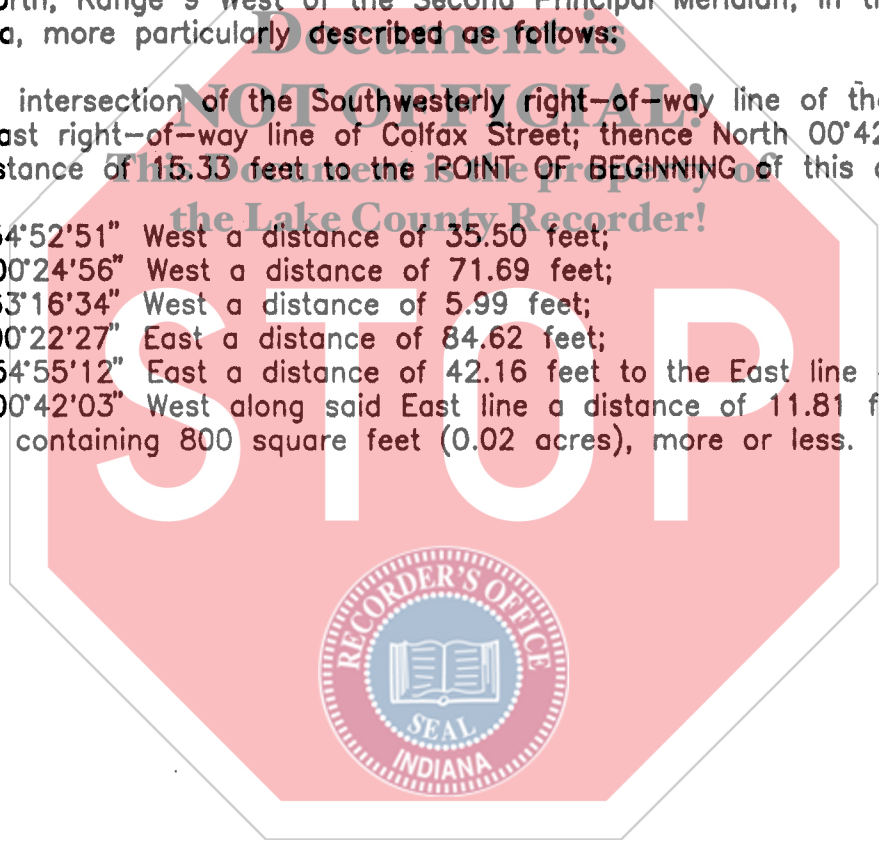 orth, Range 9 West of the Second Principal Meridian, in th
a, more particularly described as follows:
Document is
NOT OFFICIAL!
This Document is the property of
the Lake County Recorder!
intersection of the Southwesterly right-of-way line of the
ast right-of-way line of Colfax Street; thence North 00°42
stance of 15.33 feet to the POINT OF BEGINNING of this
4°52'51" West a distance of 35.50 feet;
0°24'56" West a distance of 71.69 feet;
3°16'34" West a distance of 5.99 feet;
0°22'27" East a distance of 84.62 feet;
4°55'12" East a distance of 42.16 feet to the East line
0°42'03" West along said East line a distance of 11.81 f
containing 800 square feet (0.02 acres), more or less.
STOP
RECORDER'S OFFICE
SEAL
INDIANA